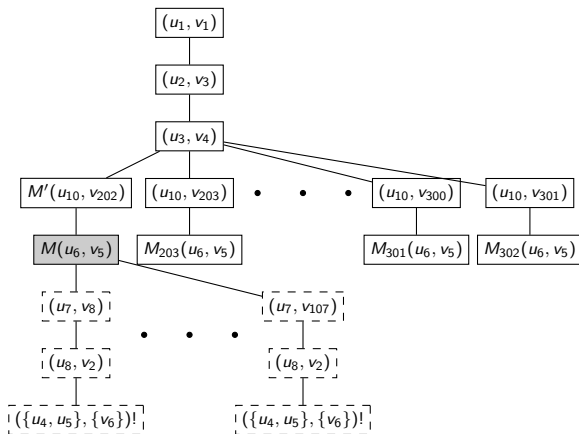 (u₁, v₁)
(u₂, v₃)
(u₃, v₄)
M′(u₁₀, v₂₀₂) (u₁₀, v₂₀₃) • • • (u₁₀, v₃₀₀) (u₁₀, v₃₀₁)
M(u₆, v₅) M₂₀₃(u₆, v₅) M₃₀₁(u₆, v₅) M₃₀₂(u₆, v₅)
(u₇, v₈) (u₇, v₁₀₇)
• • •
(u₈, v₂) (u₈, v₂)
({u₄, u₅}, {v₆})! ({u₄, u₅}, {v₆})!